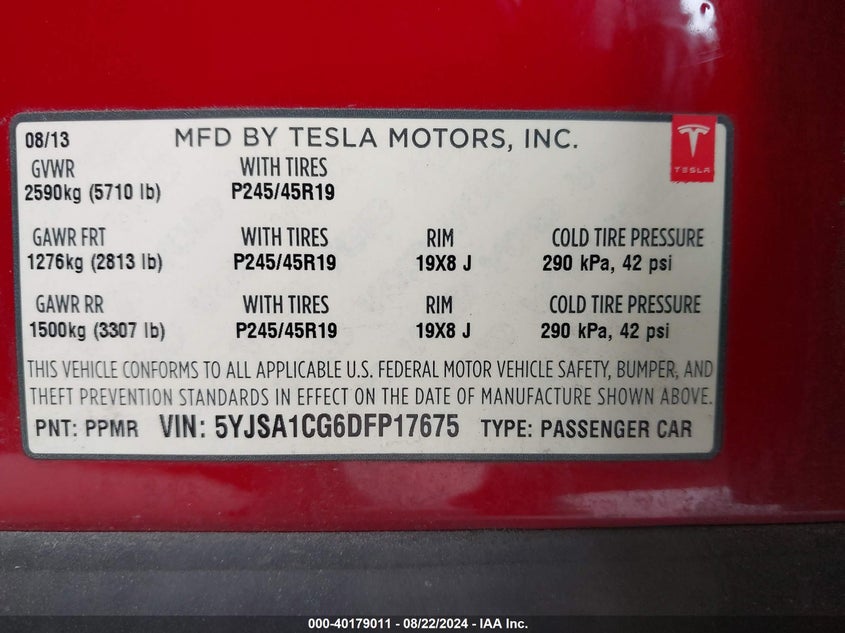 08/13 MFD BY TESLA MOTORS, INC.
TESLA
GVWR WITH TIRES
2590kg (5710 lb) P245/45R19
GAWR FRT WITH TIRES RIM COLD TIRE PRESSURE
1276kg (2813 lb) P245/45R19 19X8 J 290 kPa, 42 psi
GAWR RR WITH TIRES RIM COLD TIRE PRESSURE
1500kg (3307 lb) P245/45R19 19X8 J 290 kPa, 42 psi
THIS VEHICLE CONFORMS TO ALL APPLICABLE U.S. FEDERAL MOTOR VEHICLE SAFETY, BUMPER, AND
THEFT PREVENTION STANDARDS IN EFFECT ON THE DATE OF MANUFACTURE SHOWN ABOVE.
PNT: PPMR VIN: 5YJSA1CG6DFP17675 TYPE: PASSENGER CAR
000-40179011 - 08/22/2024 - IAA Inc.